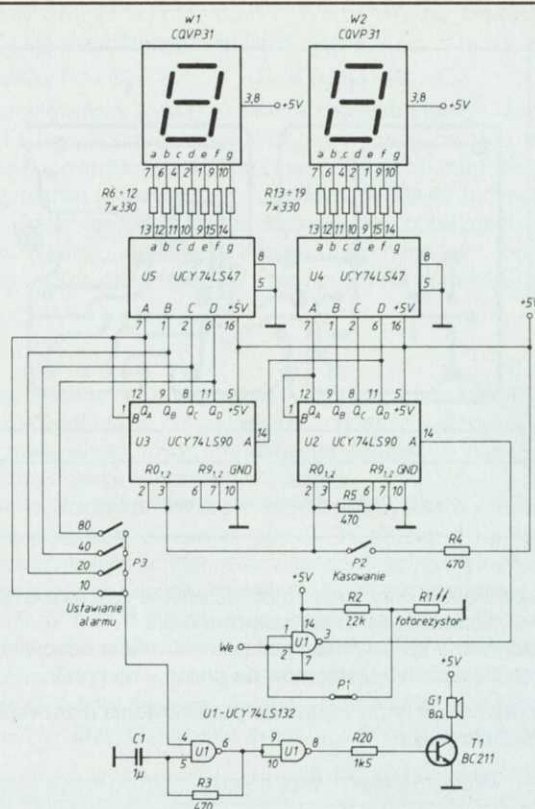 W1 W2
CQVP31 CQVP31
3,8 +5V 3,8 +5V
a b c d e f g a b c d e f g
7 6 4 2 1 9 10 7 6 4 2 1 9 10
R6÷12 R13÷19
7×330 7×330
13 12 11 10 9 15 14 13 12 11 10 9 15 14
a b c d e f g a b c d e f g
8 8
U5 UCY74LS47 U4 UCY74LS47
5 5
A B C D +5V A B C D +5V
7 1 2 6 16 7 1 2 6 16
+5V
12 9 8 11 5 12 9 8 11 5
1 B QA QB QC QD +5V 14 1 B QA QB QC QD +5V 14
A A
U3 UCY74LS90 U2 UCY74LS90
R01,2 R91,2 GND R01,2 R91,2 GND
2 3 6 7 10 2 3 R5 6 7 10
470
80
40 P3
20
10
Ustawianie
alarmu
P2
Kasowanie
R4
470
+5V
R2 R1
22k fotorezystor
14
1 U1 3
We 2
7
P1
+5V
G1
8Ω
U1-UCY74LS132
C1 4 U1 6 9 U1 8 R20 T1
1μ 5 10 1k5 BC211
R3
470